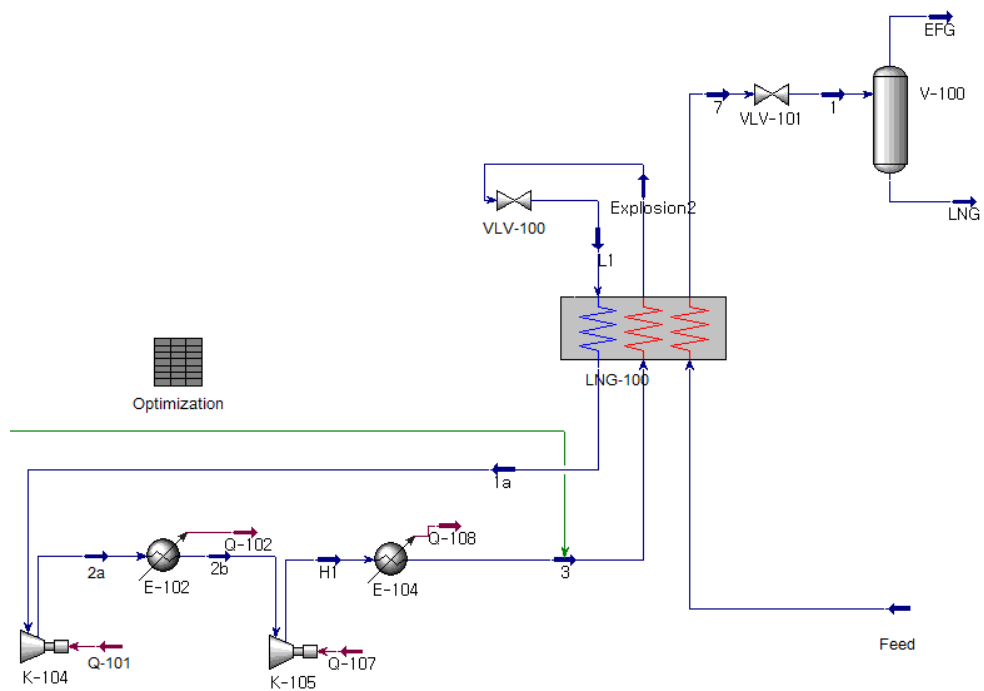 EFG
7
1
V-100
VLV-101
Explosion2
LNG
VLV-100
L1
LNG-100
Optimization
1a
Q-102
Q-108
2a
2b
H1
3
E-102
E-104
Feed
Q-101
Q-107
K-104
K-105